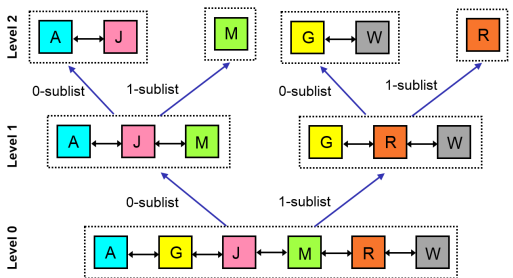 Level 2
A J M G W R
0-sublist 1-sublist 0-sublist 1-sublist
Level 1
A J M G R W
0-sublist 1-sublist
Level 0
A G J M R W